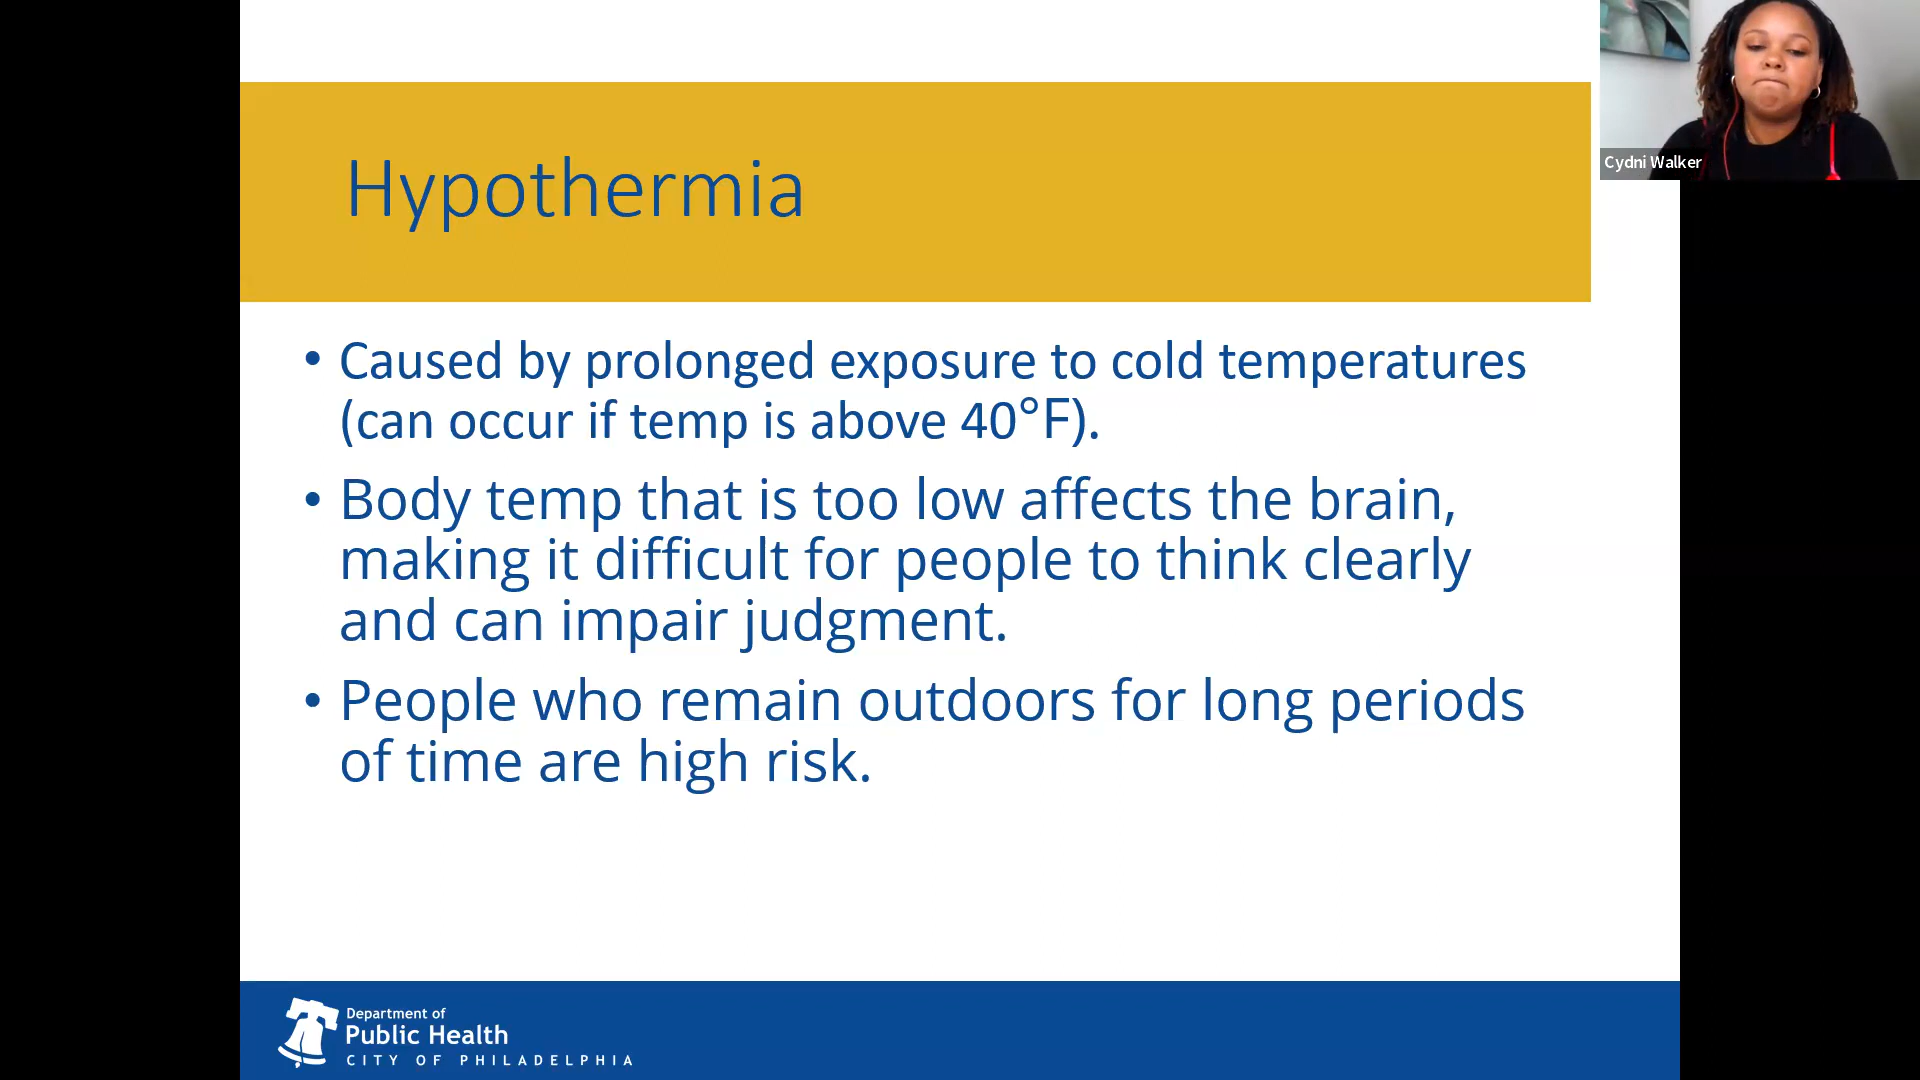 Hypothermia
Cydni Walker
• Caused by prolonged exposure to cold temperatures
(can occur if temp is above 40°F).
• Body temp that is too low affects the brain,
making it difficult for people to think clearly
and can impair judgment.
• People who remain outdoors for long periods
of time are high risk.
Department of
Public Health
CITY OF PHILADELPHIA